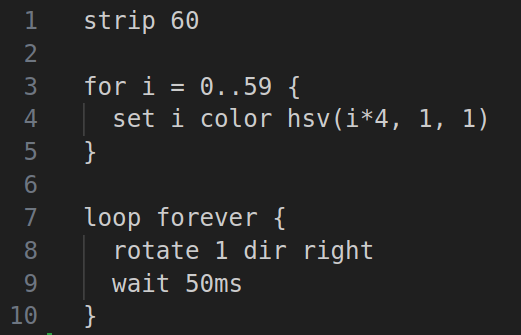 1 strip 60
2
3 for i = 0..59 {
4 set i color hsv(i*4, 1, 1)
5 }
6
7 loop forever {
8 rotate 1 dir right
9 wait 50ms
10 }